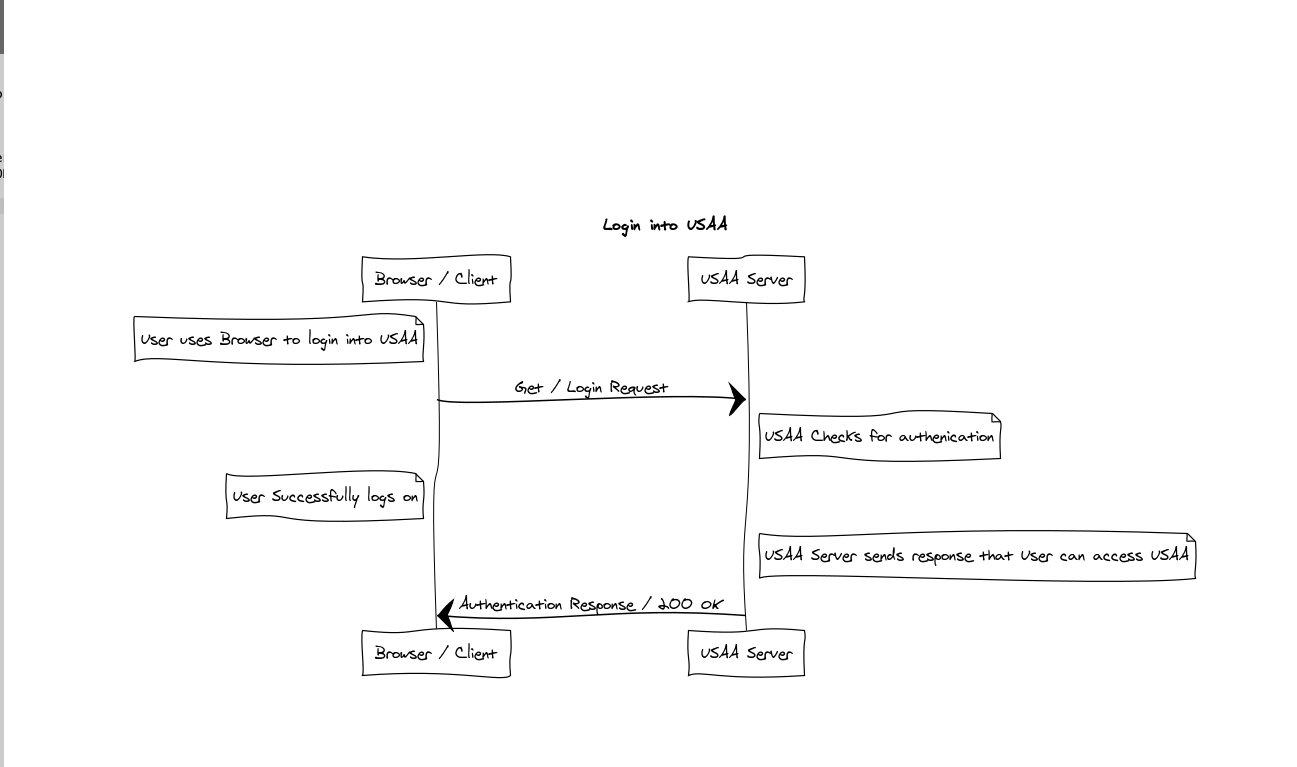 Login into USAA
Browser / Client
USAA Server
User uses Browser to login into USAA
Get / Login Request
USAA Checks for authenication
User Successfully logs on
USAA Server sends response that User can access USAA
Authentication Response / 200 OK
Browser / Client
USAA Server